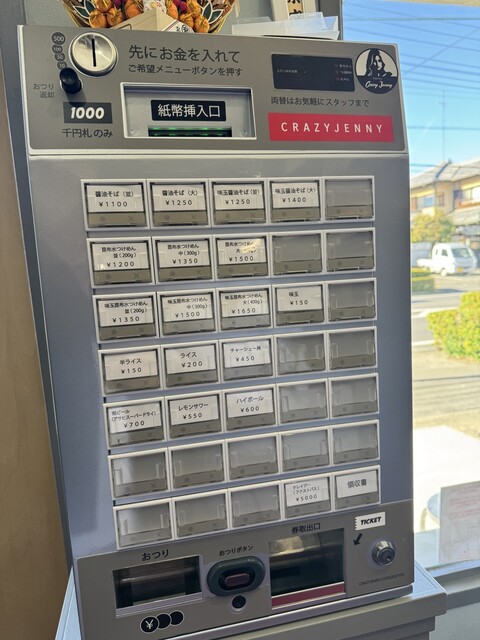 500
100
50
10
先にお金を入れて
ご希望メニューボタンを押す
おつり
返却
1000
千円札のみ
紙幣挿入口
Crazy Jenny
両替はお気軽にスタッフまで
CRAZYJENNY
醤油そば (並)
¥1100
醤油そば (大)
¥1250
味玉醤油そば (並)
¥1250
味玉醤油そば (大)
¥1400
昆布水つけめん
並 (200g)
¥1200
昆布水つけめん
中 (300g)
¥1350
昆布水つけめん
¥1500
味玉昆布水つけめん
並 (200g)
¥1350
味玉昆布水つけめん
中 (300g)
¥1500
味玉昆布水つけめん
大 (400g)
¥1650
味玉
¥150
半ライス
¥150
ライス
¥200
チャーシュー丼
¥450
(アサヒスーパードライ)
¥700
レモンサワー
¥550
ハイボール
¥600
(ファストパス)
¥5000
領収書
おつり
おつりボタン
券取出口
TICKET
¥